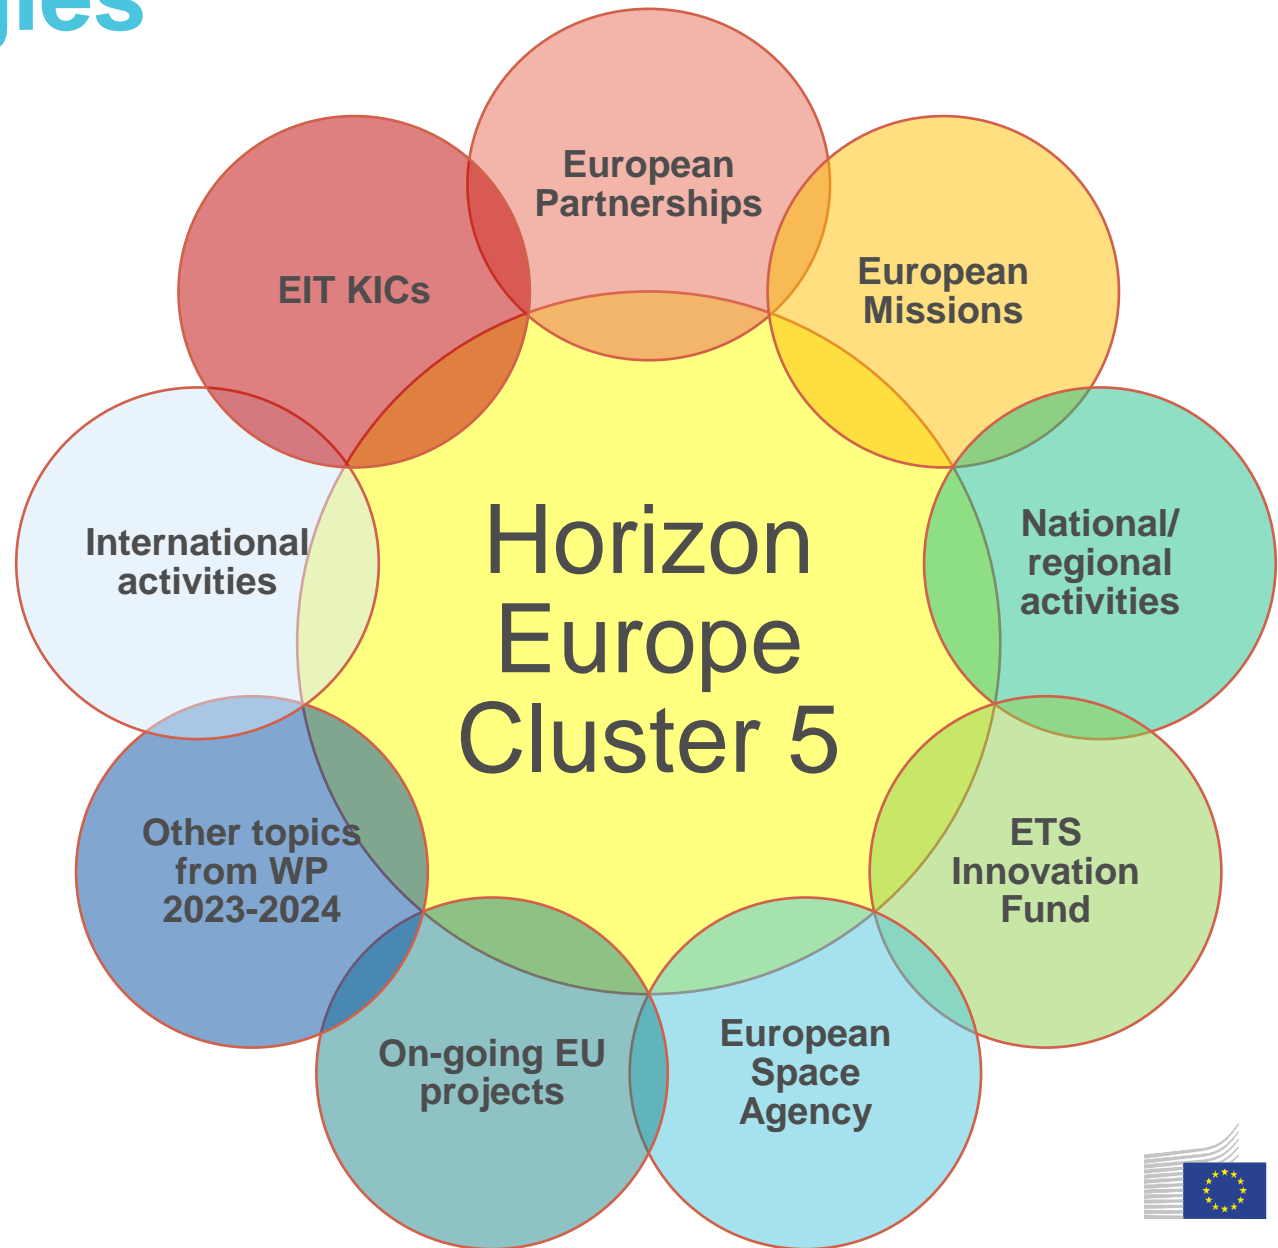 gies
European
Partnerships
EIT KICs
European
Missions
International
activities
National/
regional
activities
Horizon
Europe
Cluster 5
Other topics
from WP
2023-2024
ETS
Innovation
Fund
On-going EU
projects
European
Space
Agency